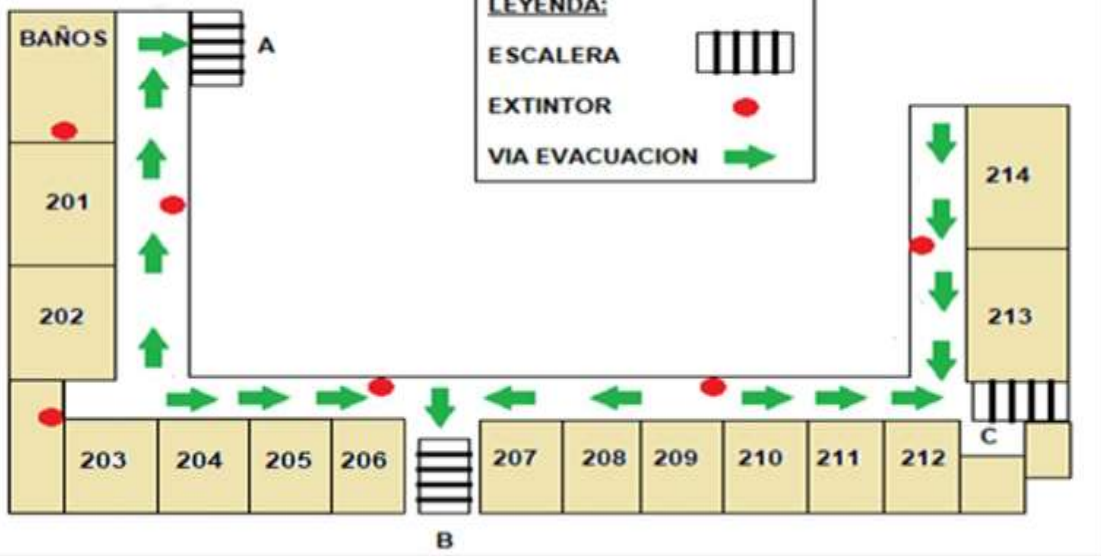 LEYENDA:
ESCALERA
EXTINTOR
VIA EVACUACION
BAÑOS
A
201
202
203
204
205
206
B
207
208
209
210
211
212
C
213
214